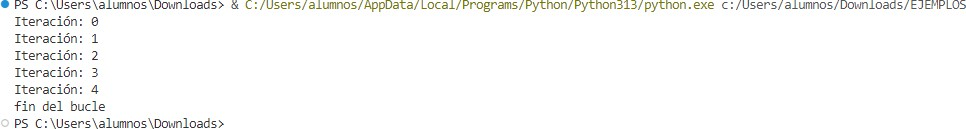 PS C:\Users\alumnos\Downloads> & C:/Users/alumnos/AppData/Local/Programs/Python/Python313/python.exe c:/Users/alumnos/Downloads/EJEMPLOS
Iteración: 0
Iteración: 1
Iteración: 2
Iteración: 3
Iteración: 4
fin del bucle
PS C:\Users\alumnos\Downloads>